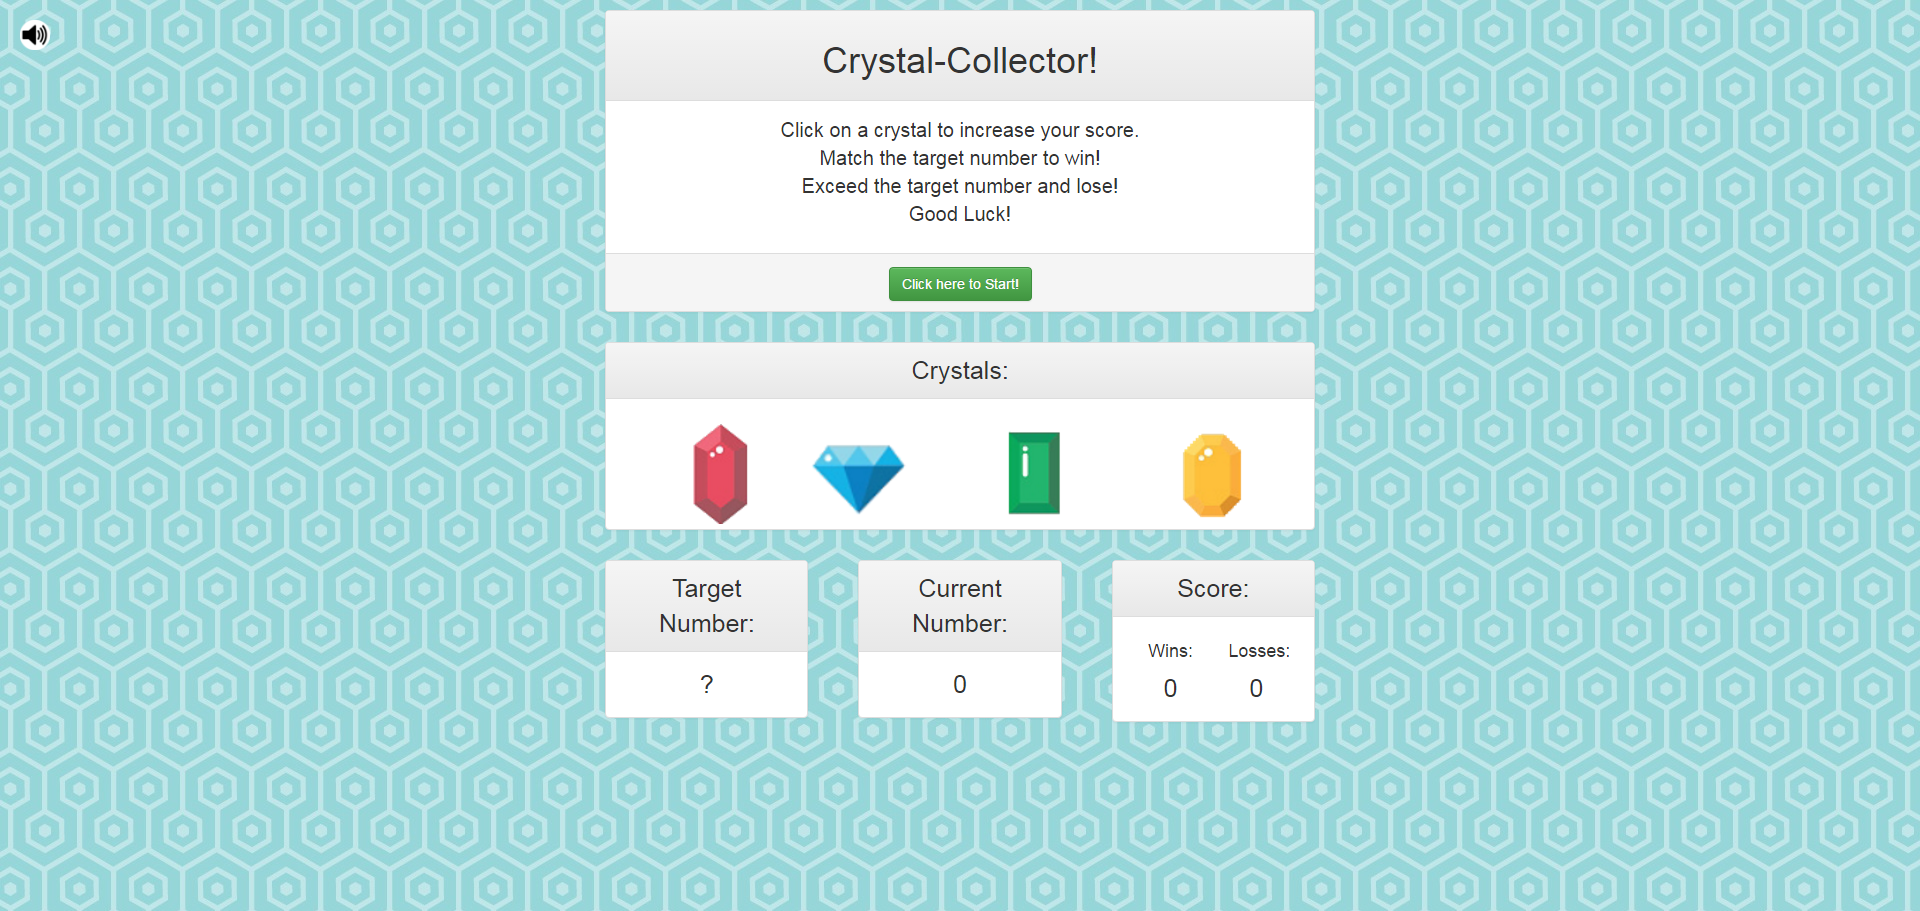 Crystal-Collector!
Click on a crystal to increase your score.
Match the target number to win!
Exceed the target number and lose!
Good Luck!
Click here to Start!
Crystals:
Target
Number:
?
Current
Number:
0
Score:
Wins: Losses:
0 0